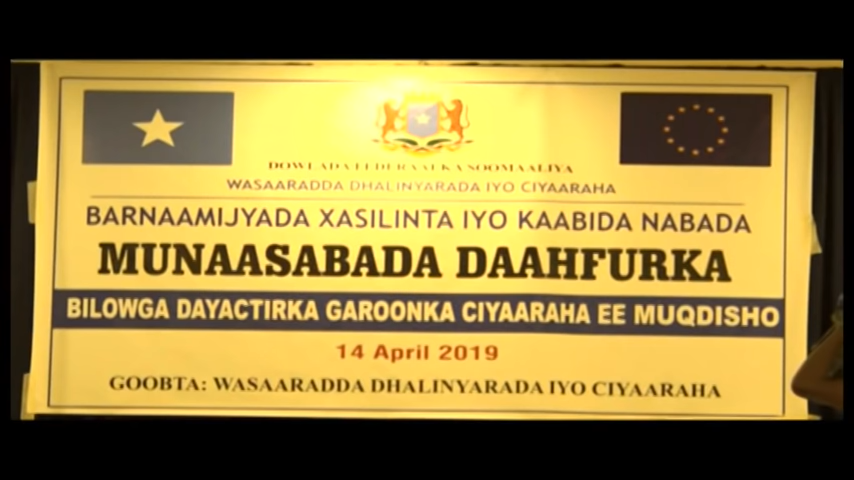 DOWLADA FEDERAALKA SOOMAALIYA
WASAARADDA DHALINYARADA IYO CIYAARAHA
BARNAAMIJYADA XASILINTA IYO KAABIDA NABADA
MUNAASABADA DAAHFURKA
BILOWGA DAYACTIRKA GAROONKA CIYAARAHA EE MUQDISHO
14 April 2019
GOOBTA: WASAARADDA DHALINYARADA IYO CIYAARAHA